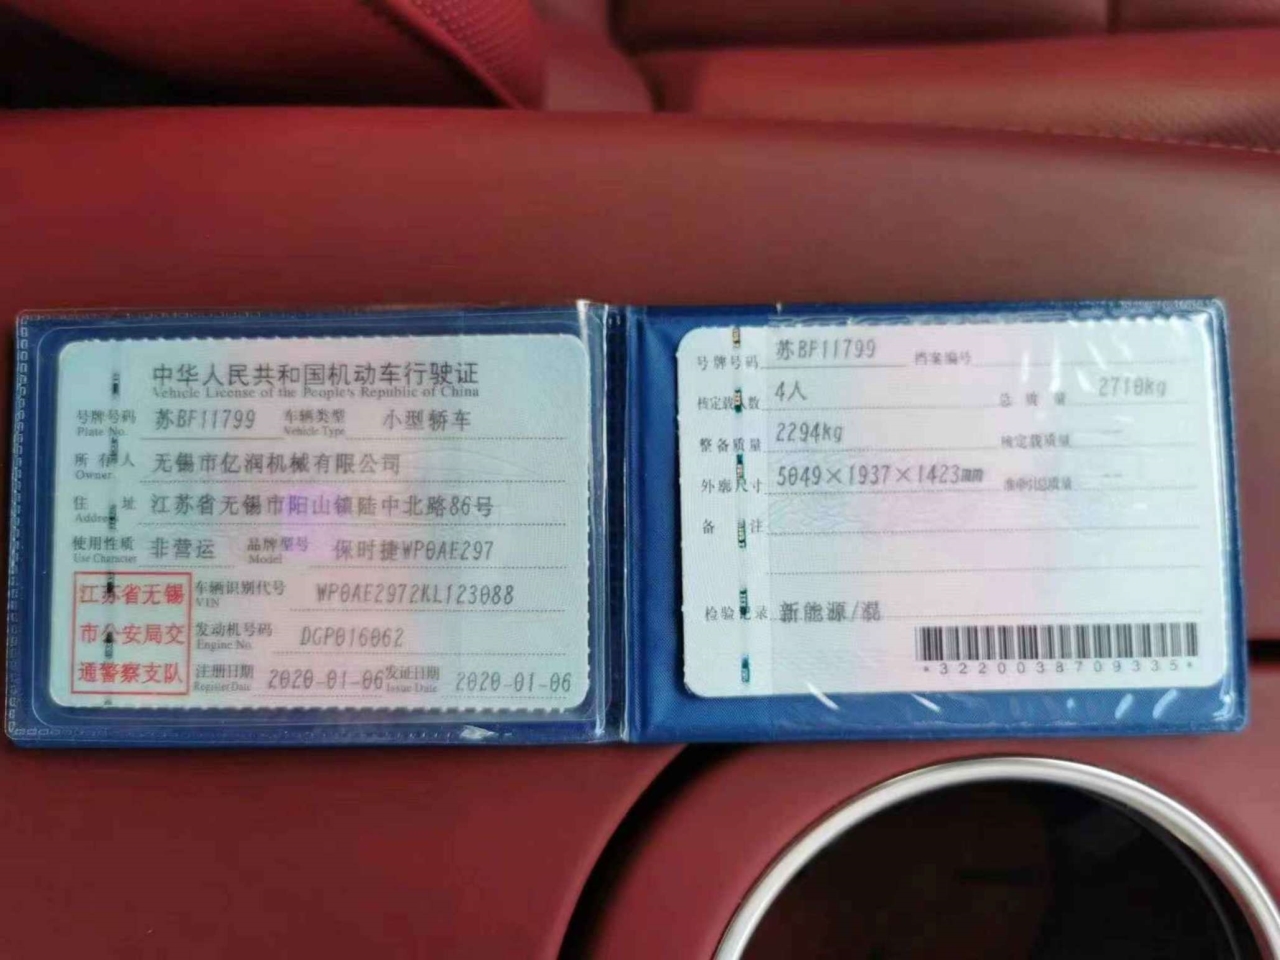 中华人民共和国机动车行驶证
Vehicle License of the People's Republic of China
号牌号码 苏BF11799 车辆类型 小型轿车
Plate No. Vehicle Type
所有人 无锡市亿润机械有限公司
Owner
住址 江苏省无锡市阳山镇陆中北路86号
Address
使用性质 非营运 品牌型号 保时捷WP0AE297
Use Character Model
江苏省无锡
市公安局交
通警察支队
车辆识别代号 WP0AE2972KL123088
VIN
发动机号码 DGP016062
Engine No.
注册日期 2020-01-06 发证日期 2020-01-06
Register Date Issue Date
号牌号码 苏BF11799 档案编号
核定载人数 4人 总质量 2710kg
整备质量 2294kg 核定载质量 --
外廓尺寸 5049×1937×1423mm 准牵引总质量 --
备注
检验记录 新能源/混
*3220038709335*